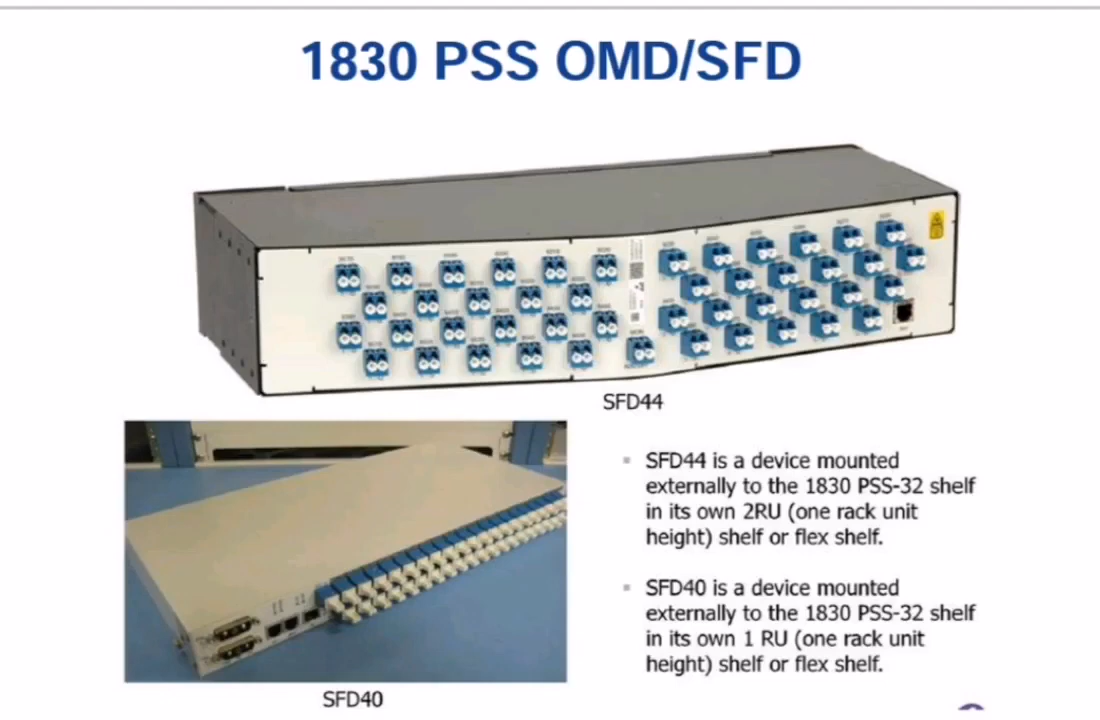 1830 PSS OMD/SFD
SFD44
SFD44 is a device mounted
externally to the 1830 PSS-32 shelf
in its own 2RU (one rack unit
height) shelf or flex shelf.
SFD40 is a device mounted
externally to the 1830 PSS-32 shelf
in its own 1 RU (one rack unit
height) shelf or flex shelf.
SFD40